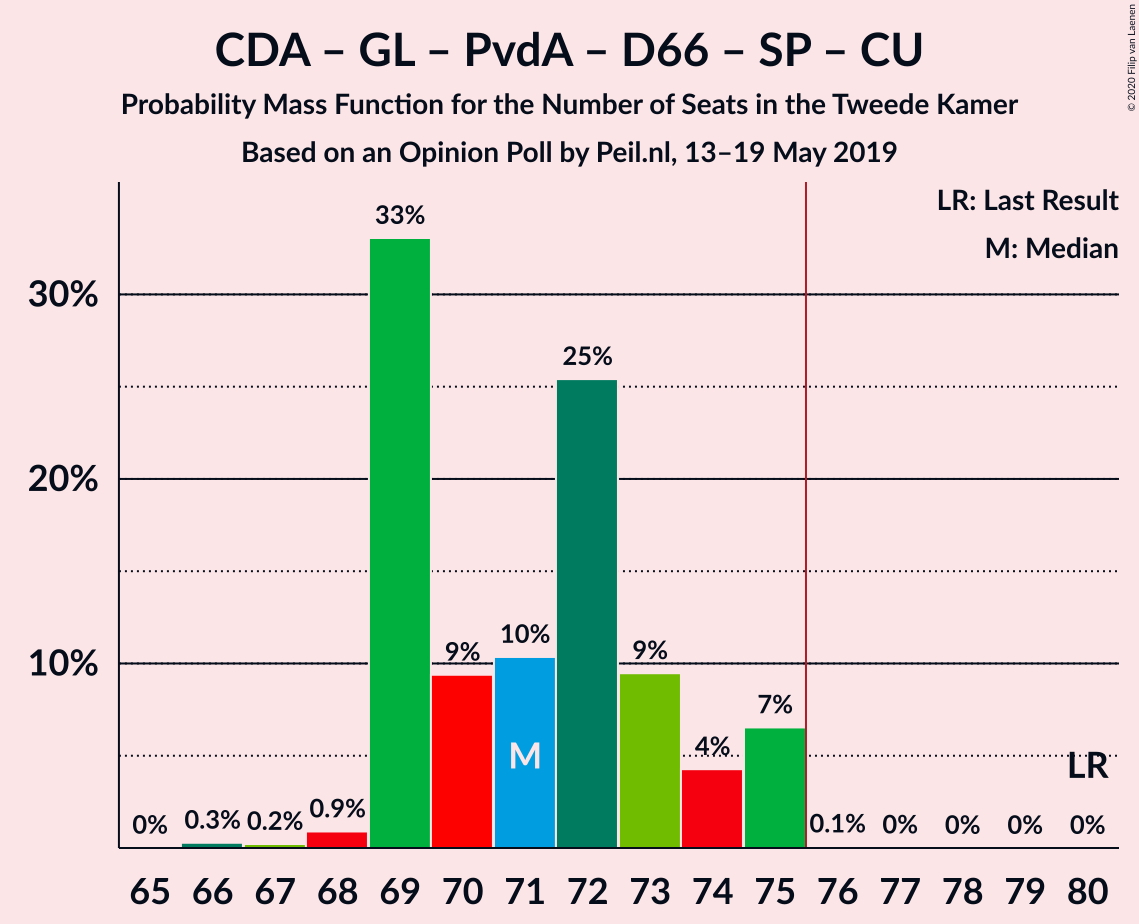 CDA – GL – PvdA – D66 – SP – CU
Probability Mass Function for the Number of Seats in the Tweede Kamer
Based on an Opinion Poll by Peil.nl, 13–19 May 2019
© 2020 Filip van Laenen
LR: Last Result
M: Median
33%
30%
25%
20%
10%
9%
10%
9%
7%
4%
M
LR
0%
0.3%
0.2%
0.9%
0.1%
0%
0%
0%
0%
65 66 67 68 69 70 71 72 73 74 75 76 77 78 79 80